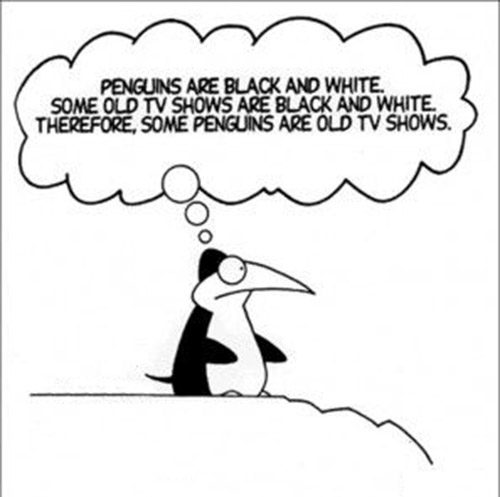 PENGUINS ARE BLACK AND WHITE.
SOME OLD TV SHOWS ARE BLACK AND WHITE.
THEREFORE, SOME PENGUINS ARE OLD TV SHOWS.